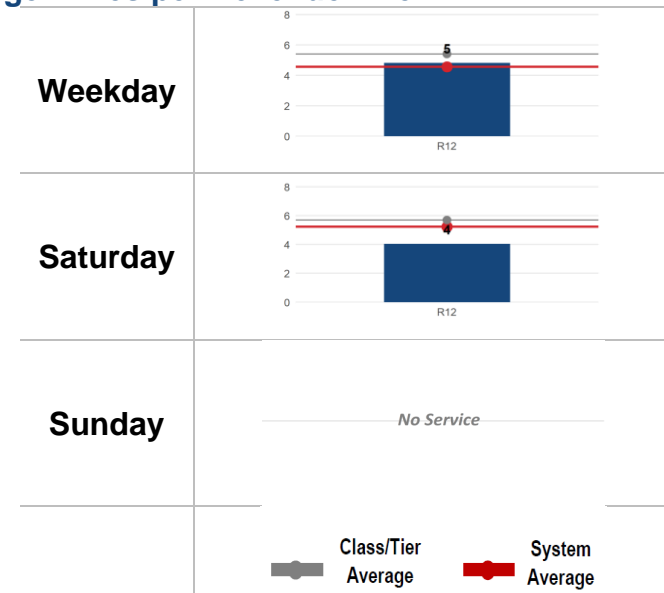 Weekday
8
6
5
4
2
0
R12
Saturday
8
6
4
4
2
0
R12
Sunday
No Service
Class/Tier
Average
System
Average